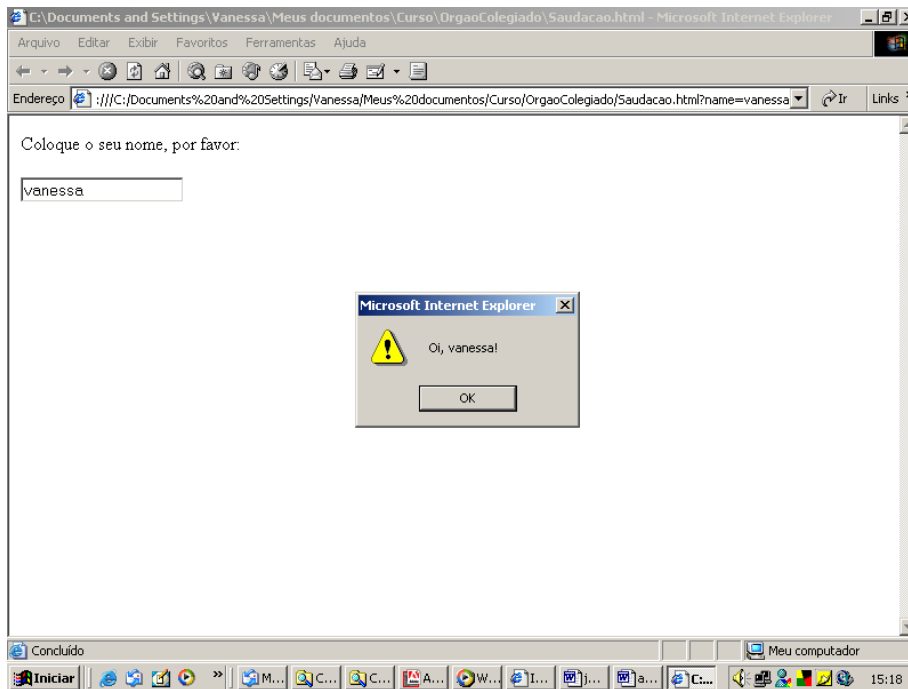 C:\Documents and Settings\Vanessa\Meus documentos\Curso\OrgaoColegiado\Saudacao.html - Microsoft Internet Explorer
Arquivo Editar Exibir Favoritos Ferramentas Ajuda
Endereço :///C:/Documents%20and%20Settings/Vanessa/Meus%20documentos/Curso/OrgaoColegiado/Saudacao.html?name=vanessa Ir Links
Coloque o seu nome, por favor:
vanessa
Microsoft Internet Explorer
Oi, vanessa!
OK
Concluído Meu computador
Iniciar » M... C... C... A... W... I... j... a... C:... 15:18